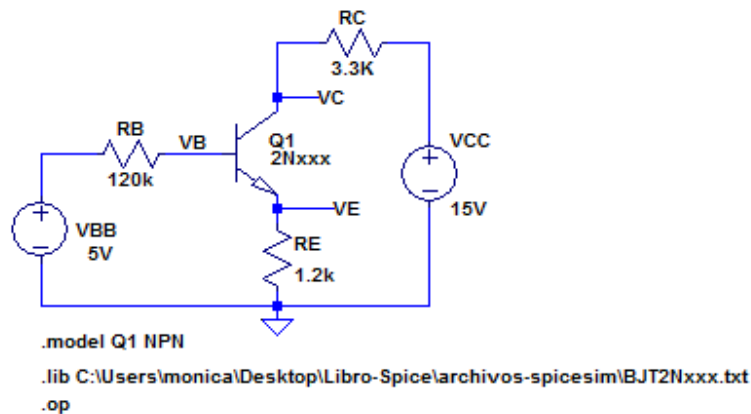 RC
3.3K
VC
RB
VB
Q1
2Nxxx
VCC
120k
15V
VE
VBB
5V
RE
1.2k
.model Q1 NPN
.lib C:\Users\monica\Desktop\Libro-Spice\archivos-spicesim\BJT2Nxxx.txt
.op